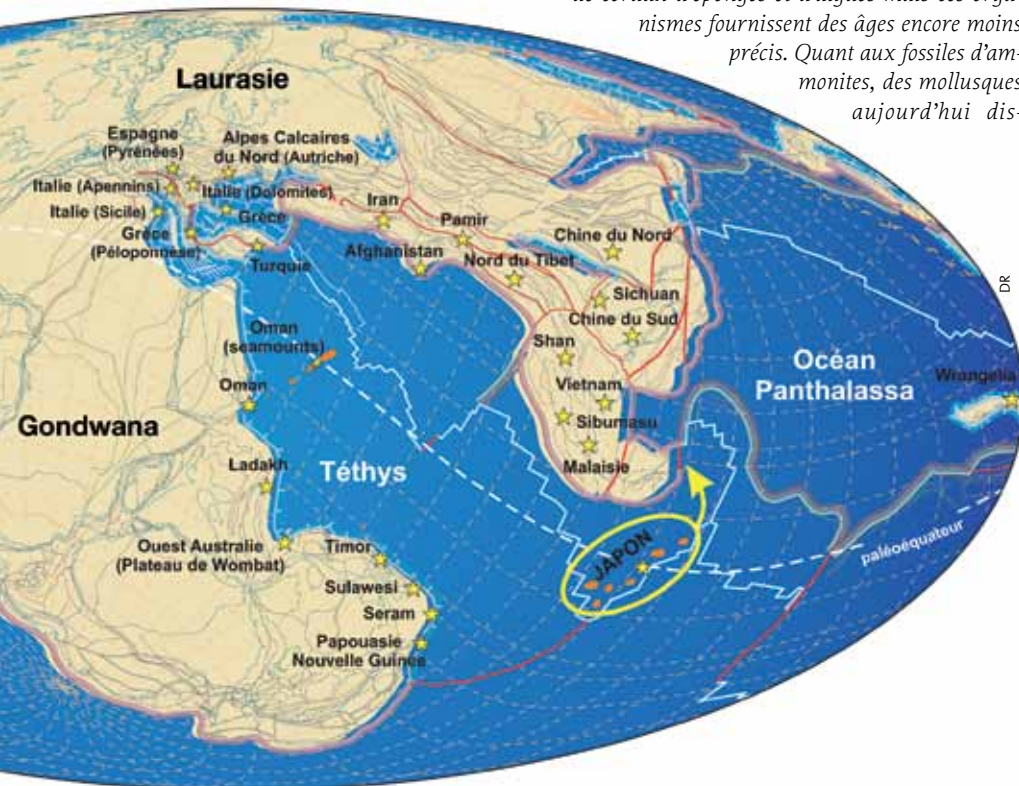 nismes fournissent des âges encore moins
précis. Quant aux fossiles d'am-
monites, des mollusques
aujourd'hui dis-
Laurasie
Espagne
(Pyrénées)
Alpes Calcaires
du Nord (Autriche)
Italie (Apennins)
Italie (Dolomites)
Italie (Sicile)
Grèce
Grèce
(Péloponnèse)
Turquie
Iran
Pamir
Afghanistan
Nord du Tibet
Chine du Nord
Sichuan
Chine du Sud
Shan
Vietnam
Sibumasu
Malaisie
Oman
(seamounts)
Oman
Océan
Panthalassa
Wrangellia
DR
Gondwana
Téthys
Ladakh
Ouest Australie
(Plateau de Wombat)
Timor
Sulawesi
Seram
Papouasie
Nouvelle Guinée
JAPON
paléoéquateur